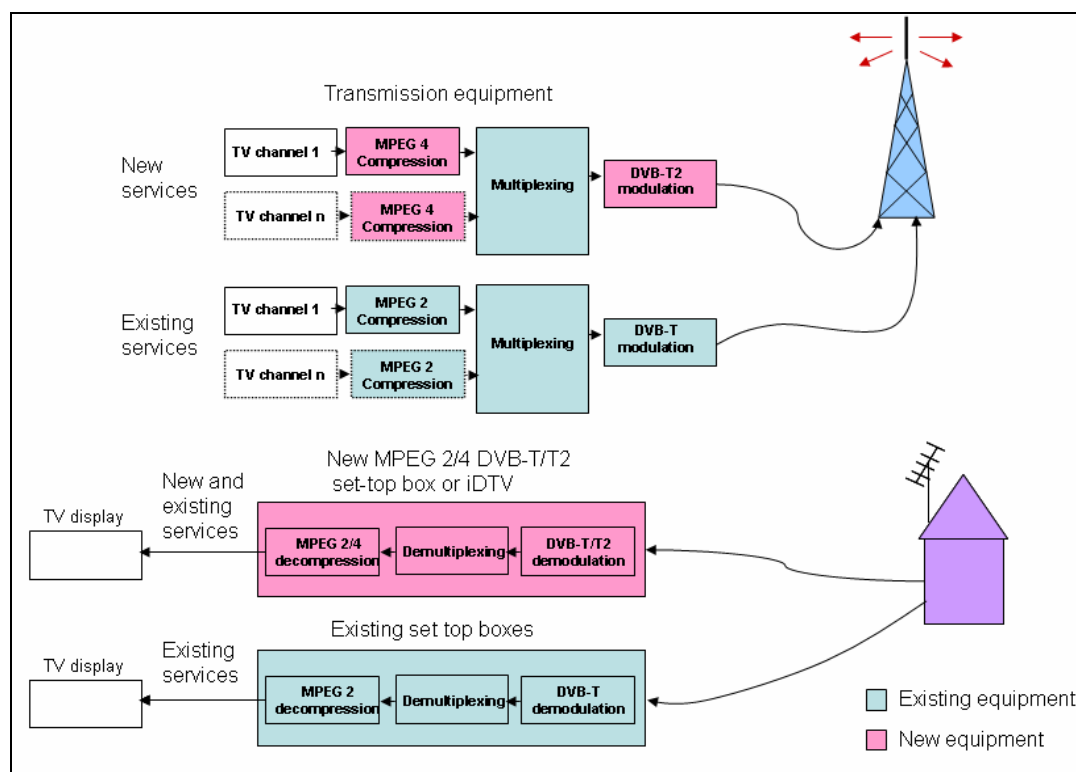 Transmission equipment
New
services
TV channel 1
MPEG 4
Compression
TV channel n
MPEG 4
Compression
Multiplexing
DVB-T2
modulation
Existing
services
TV channel 1
MPEG 2
Compression
TV channel n
MPEG 2
Compression
Multiplexing
DVB-T
modulation
New MPEG 2/4 DVB-T/T2
set-top box or iDTV
New and
existing
services
TV display
MPEG 2/4
decompression
Demultiplexing
DVB-T/T2
demodulation
Existing set top boxes
Existing
services
TV display
MPEG 2
decompression
Demultiplexing
DVB-T
demodulation
Existing equipment
New equipment